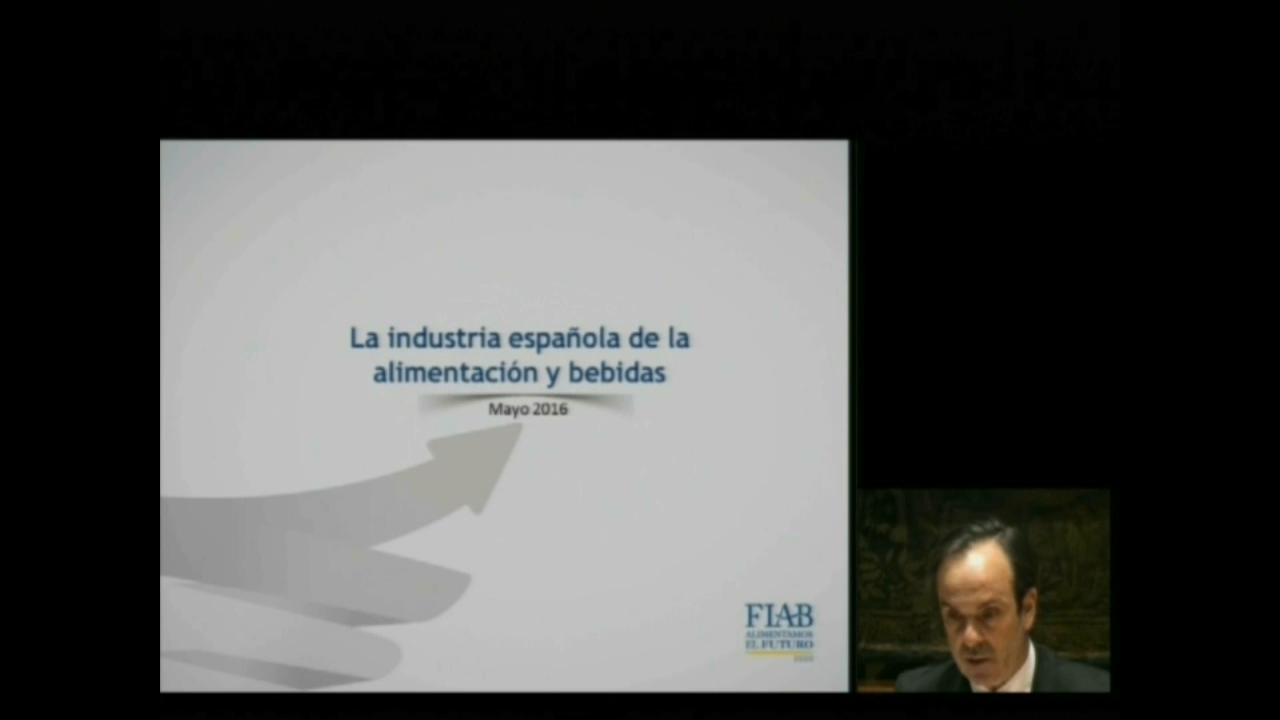 La industria española de la
alimentación y bebidas
Mayo 2016
FIAB
ALIMENTAMOS
EL FUTURO